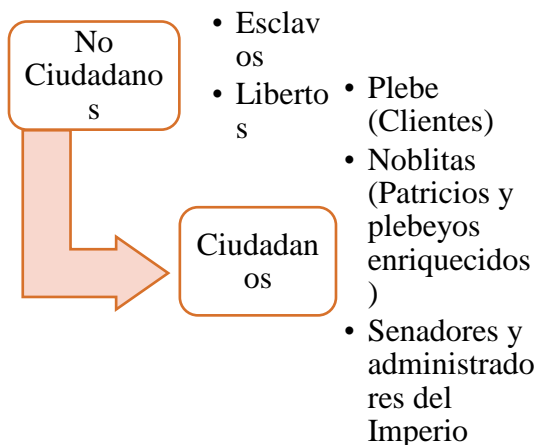 No
Ciudadano
s
• Esclav
os
• Liberto
s
Ciudadan
os
• Plebe
(Clientes)
• Noblitas
(Patricios y
plebeyos
enriquecidos
)
• Senadores y
administrado
res del
Imperio